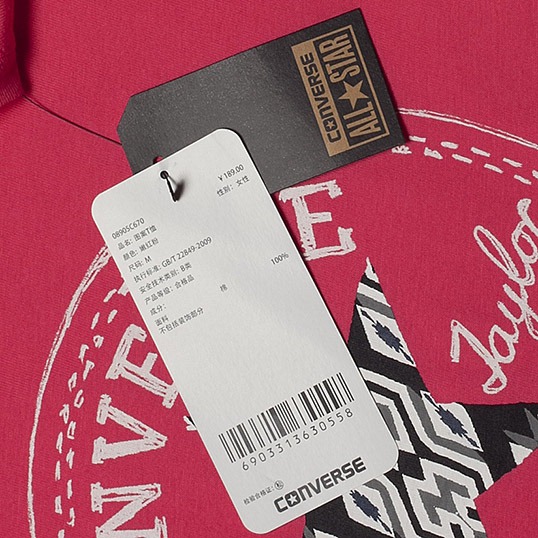 CONVERSE
ALL★STAR
¥189.00
性别: 女性
08905C670
品名: 图案T恤
颜色: 嫩红粉
尺码: M
执行标准: GB/T 22849-2009
安全技术类别: B类
产品等级: 合格品
成分:
面料 棉 100%
不包括装饰部分
6903313630558
检验合格证:
CONVERSE
NVE E
Taylor